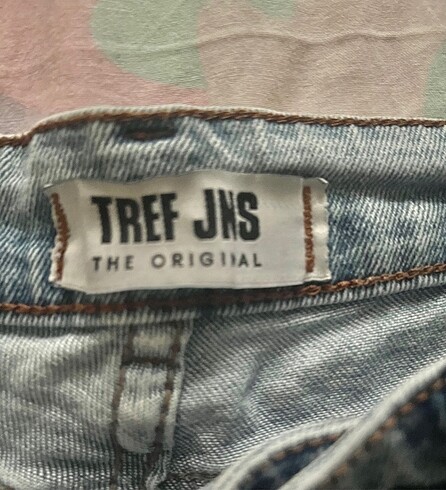 TREF JNS
THE ORIGINAL